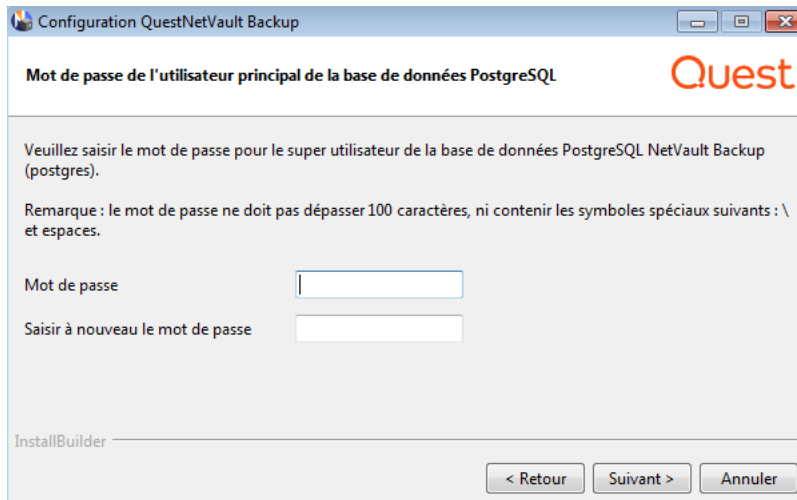 Configuration QuestNetVault Backup
Mot de passe de l'utilisateur principal de la base de données PostgreSQL
Quest
Veuillez saisir le mot de passe pour le super utilisateur de la base de données PostgreSQL NetVault Backup
(postgres).
Remarque : le mot de passe ne doit pas dépasser 100 caractères, ni contenir les symboles spéciaux suivants : \
et espaces.
Mot de passe
Saisir à nouveau le mot de passe
InstallBuilder
< Retour
Suivant >
Annuler